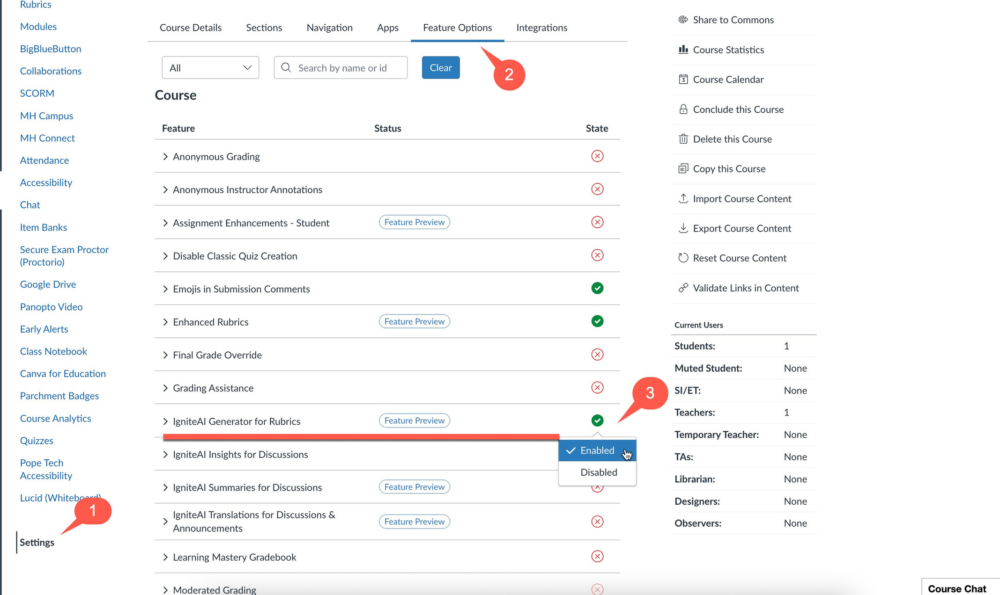 Rubrics
Modules
BigBlueButton
Collaborations
SCORM
MH Campus
MH Connect
Attendance
Accessibility
Chat
Item Banks
Secure Exam Proctor
(Proctorio)
Google Drive
Panopto Video
Early Alerts
Class Notebook
Canva for Education
Parchment Badges
Course Analytics
Quizzes
Pope Tech
Accessibility
Lucid (Whiteboard)
1
Settings
Course Details Sections Navigation Apps Feature Options Integrations
All Search by name or id Clear
2
Course
Feature Status State
Anonymous Grading
Anonymous Instructor Annotations
Assignment Enhancements - Student Feature Preview
Disable Classic Quiz Creation
Emojis in Submission Comments
Enhanced Rubrics Feature Preview
Final Grade Override
Grading Assistance
3
IgniteAI Generator for Rubrics Feature Preview
Enabled
IgniteAI Insights for Discussions
Disabled
IgniteAI Summaries for Discussions Feature Preview
IgniteAI Translations for Discussions &
Announcements
Feature Preview
Learning Mastery Gradebook
Moderated Grading
Share to Commons
Course Statistics
3 Course Calendar
Conclude this Course
Delete this Course
Copy this Course
Import Course Content
Export Course Content
Reset Course Content
Validate Links in Content
Current Users
Students: 1
Muted Student: None
SI/ET: None
Teachers: 1
Temporary Teacher: None
TAs: None
Librarian: None
Designers: None
Observers: None
Course Chat